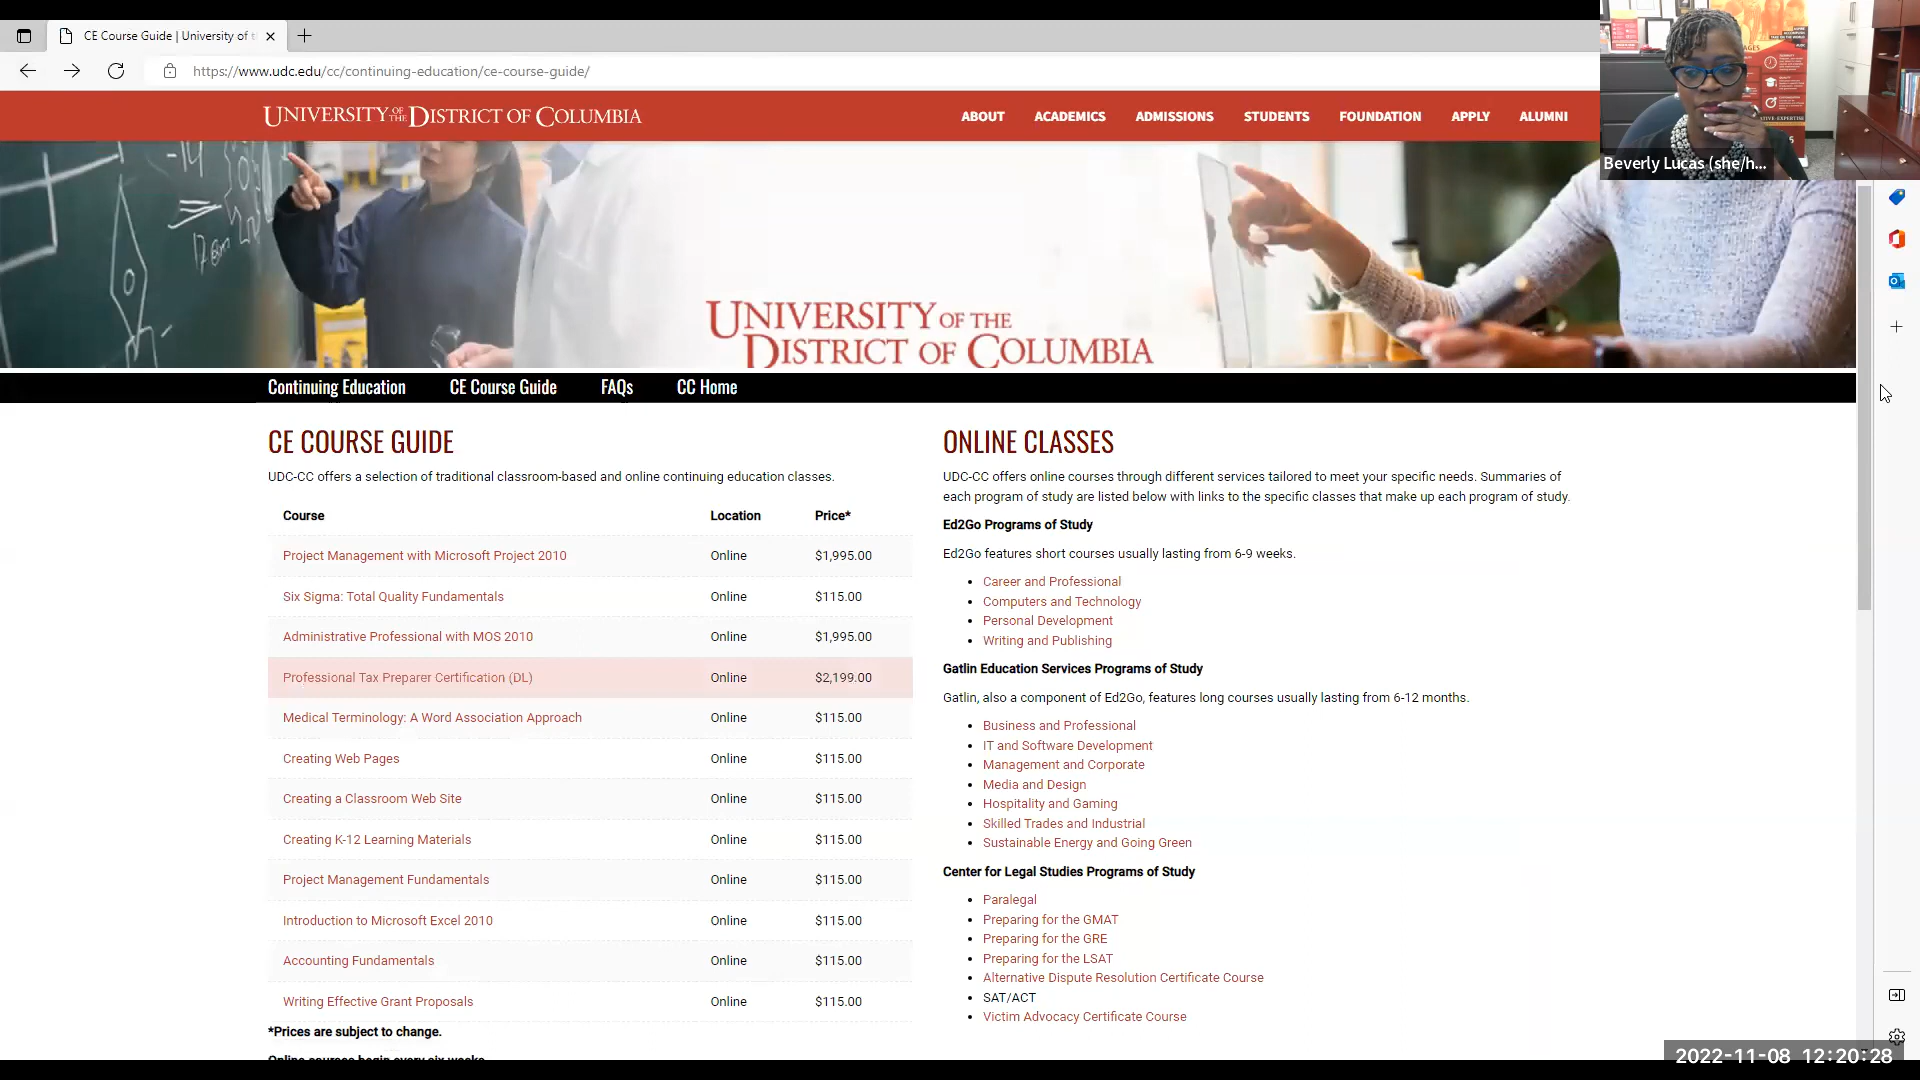 CE Course Guide | University of t
https://www.udc.edu/cc/continuing-education/ce-course-guide/
UNIVERSITY OF THE DISTRICT OF COLUMBIA
ABOUT ACADEMICS ADMISSIONS STUDENTS FOUNDATION APPLY ALUMNI
Beverly Lucas (she/h...
UNIVERSITY OF THE
DISTRICT OF COLUMBIA
Continuing Education CE Course Guide FAQs CC Home
CE COURSE GUIDE
UDC-CC offers a selection of traditional classroom-based and online continuing education classes.
Course Location Price*
Project Management with Microsoft Project 2010 Online $1,995.00
Six Sigma: Total Quality Fundamentals Online $115.00
Administrative Professional with MOS 2010 Online $1,995.00
Professional Tax Preparer Certification (DL) Online $2,199.00
Medical Terminology: A Word Association Approach Online $115.00
Creating Web Pages Online $115.00
Creating a Classroom Web Site Online $115.00
Creating K-12 Learning Materials Online $115.00
Project Management Fundamentals Online $115.00
Introduction to Microsoft Excel 2010 Online $115.00
Accounting Fundamentals Online $115.00
Writing Effective Grant Proposals Online $115.00
*Prices are subject to change.
Online courses begin every six weeks
ONLINE CLASSES
UDC-CC offers online courses through different services tailored to meet your specific needs. Summaries of
each program of study are listed below with links to the specific classes that make up each program of study.
Ed2Go Programs of Study
Ed2Go features short courses usually lasting from 6-9 weeks.
• Career and Professional
• Computers and Technology
• Personal Development
• Writing and Publishing
Gatlin Education Services Programs of Study
Gatlin, also a component of Ed2Go, features long courses usually lasting from 6-12 months.
• Business and Professional
• IT and Software Development
• Management and Corporate
• Media and Design
• Hospitality and Gaming
• Skilled Trades and Industrial
• Sustainable Energy and Going Green
Center for Legal Studies Programs of Study
• Paralegal
• Preparing for the GMAT
• Preparing for the GRE
• Preparing for the LSAT
• Alternative Dispute Resolution Certificate Course
• SAT/ACT
• Victim Advocacy Certificate Course
2022-11-08 12:20:28